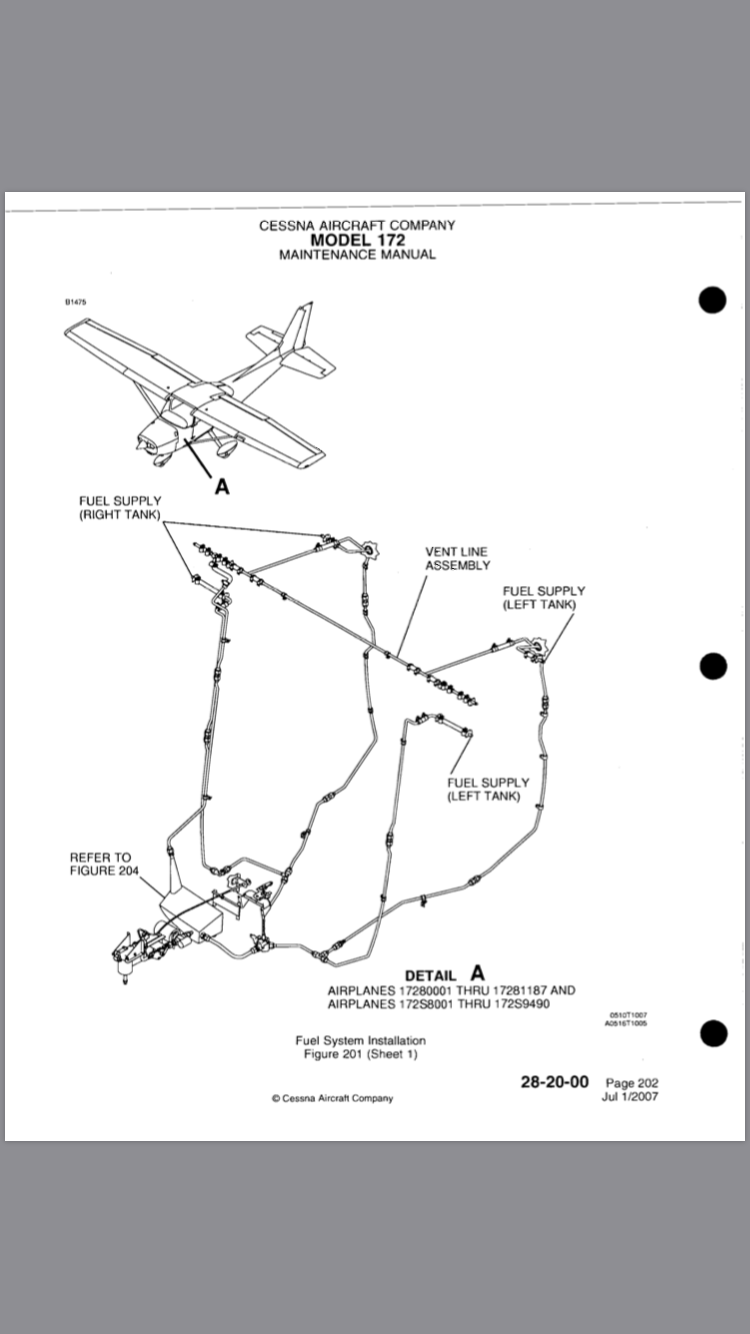 CESSNA AIRCRAFT COMPANY
MODEL 172
MAINTENANCE MANUAL
B1475
A
FUEL SUPPLY
(RIGHT TANK)
VENT LINE
ASSEMBLY
FUEL SUPPLY
(LEFT TANK)
FUEL SUPPLY
(LEFT TANK)
REFER TO
FIGURE 204
DETAIL A
AIRPLANES 17280001 THRU 17281187 AND
AIRPLANES 172S8001 THRU 172S9490
0510T1007
A0516T1005
Fuel System Installation
Figure 201 (Sheet 1)
28-20-00 Page 202
© Cessna Aircraft Company Jul 1/2007